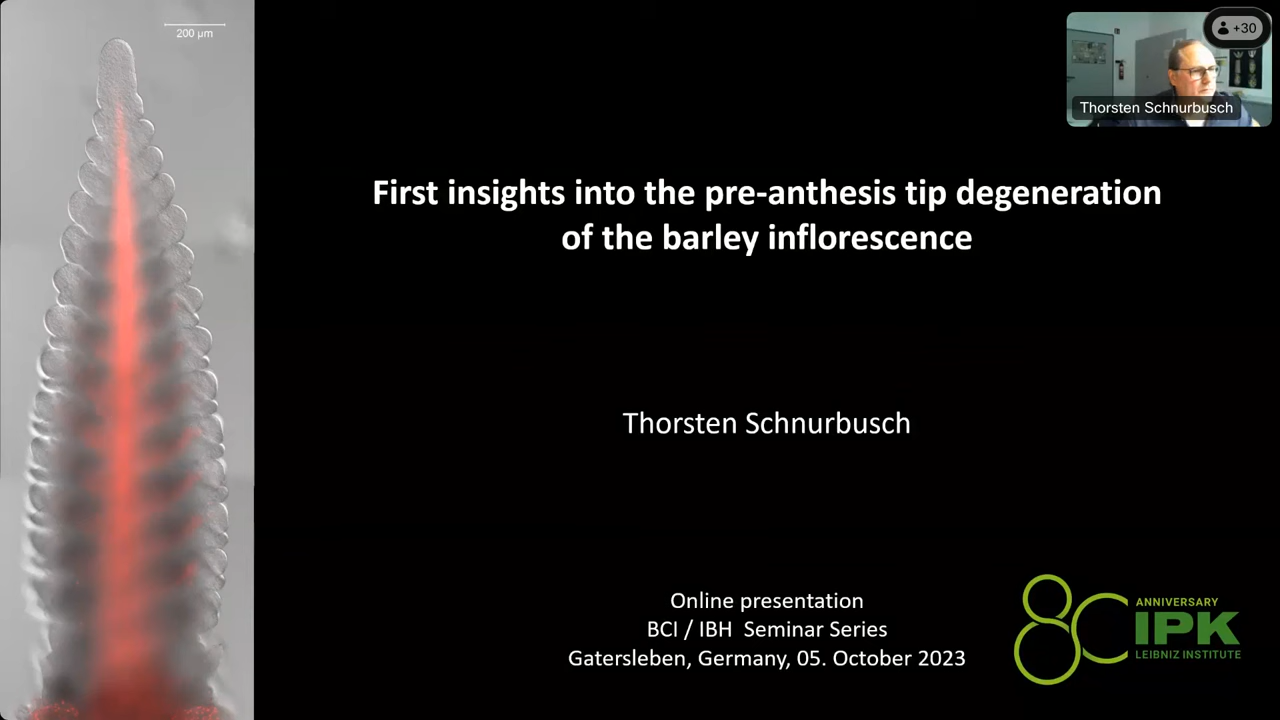 200 µm
+30
Thorsten Schnurbusch
First insights into the pre-anthesis tip degeneration
of the barley inflorescence
Thorsten Schnurbusch
Online presentation
BCI / IBH Seminar Series
Gatersleben, Germany, 05. October 2023
80
ANNIVERSARY
IPK
LEIBNIZ INSTITUTE